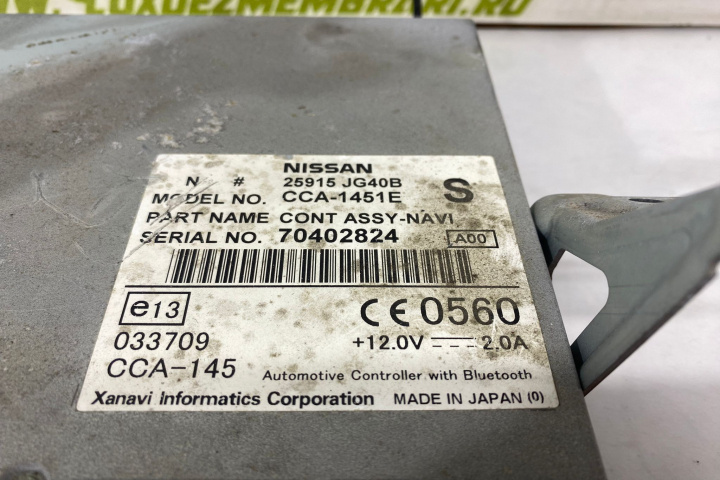 NISSAN
N # 25915 JG40B S
MODEL NO. CCA-1451E
PART NAME CONT ASSY-NAVI
SERIAL NO. 70402824 A00
e13 CE 0560
033709 +12.0V 2.0A
CCA-145 Automotive Controller with Bluetooth
Xanavi Informatics Corporation MADE IN JAPAN (0)